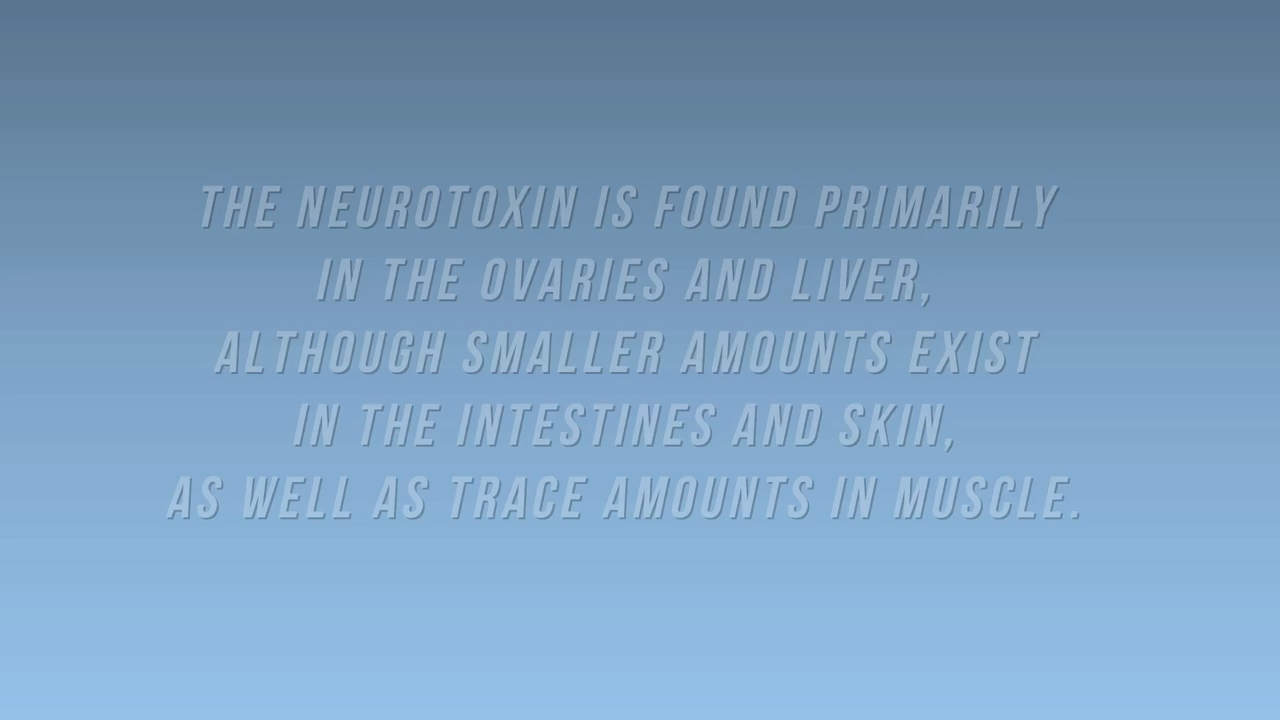 THE NEUROTOXIN IS FOUND PRIMARILY
IN THE OVARIES AND LIVER,
ALTHOUGH SMALLER AMOUNTS EXIST
IN THE INTESTINES AND SKIN,
AS WELL AS TRACE AMOUNTS IN MUSCLE.